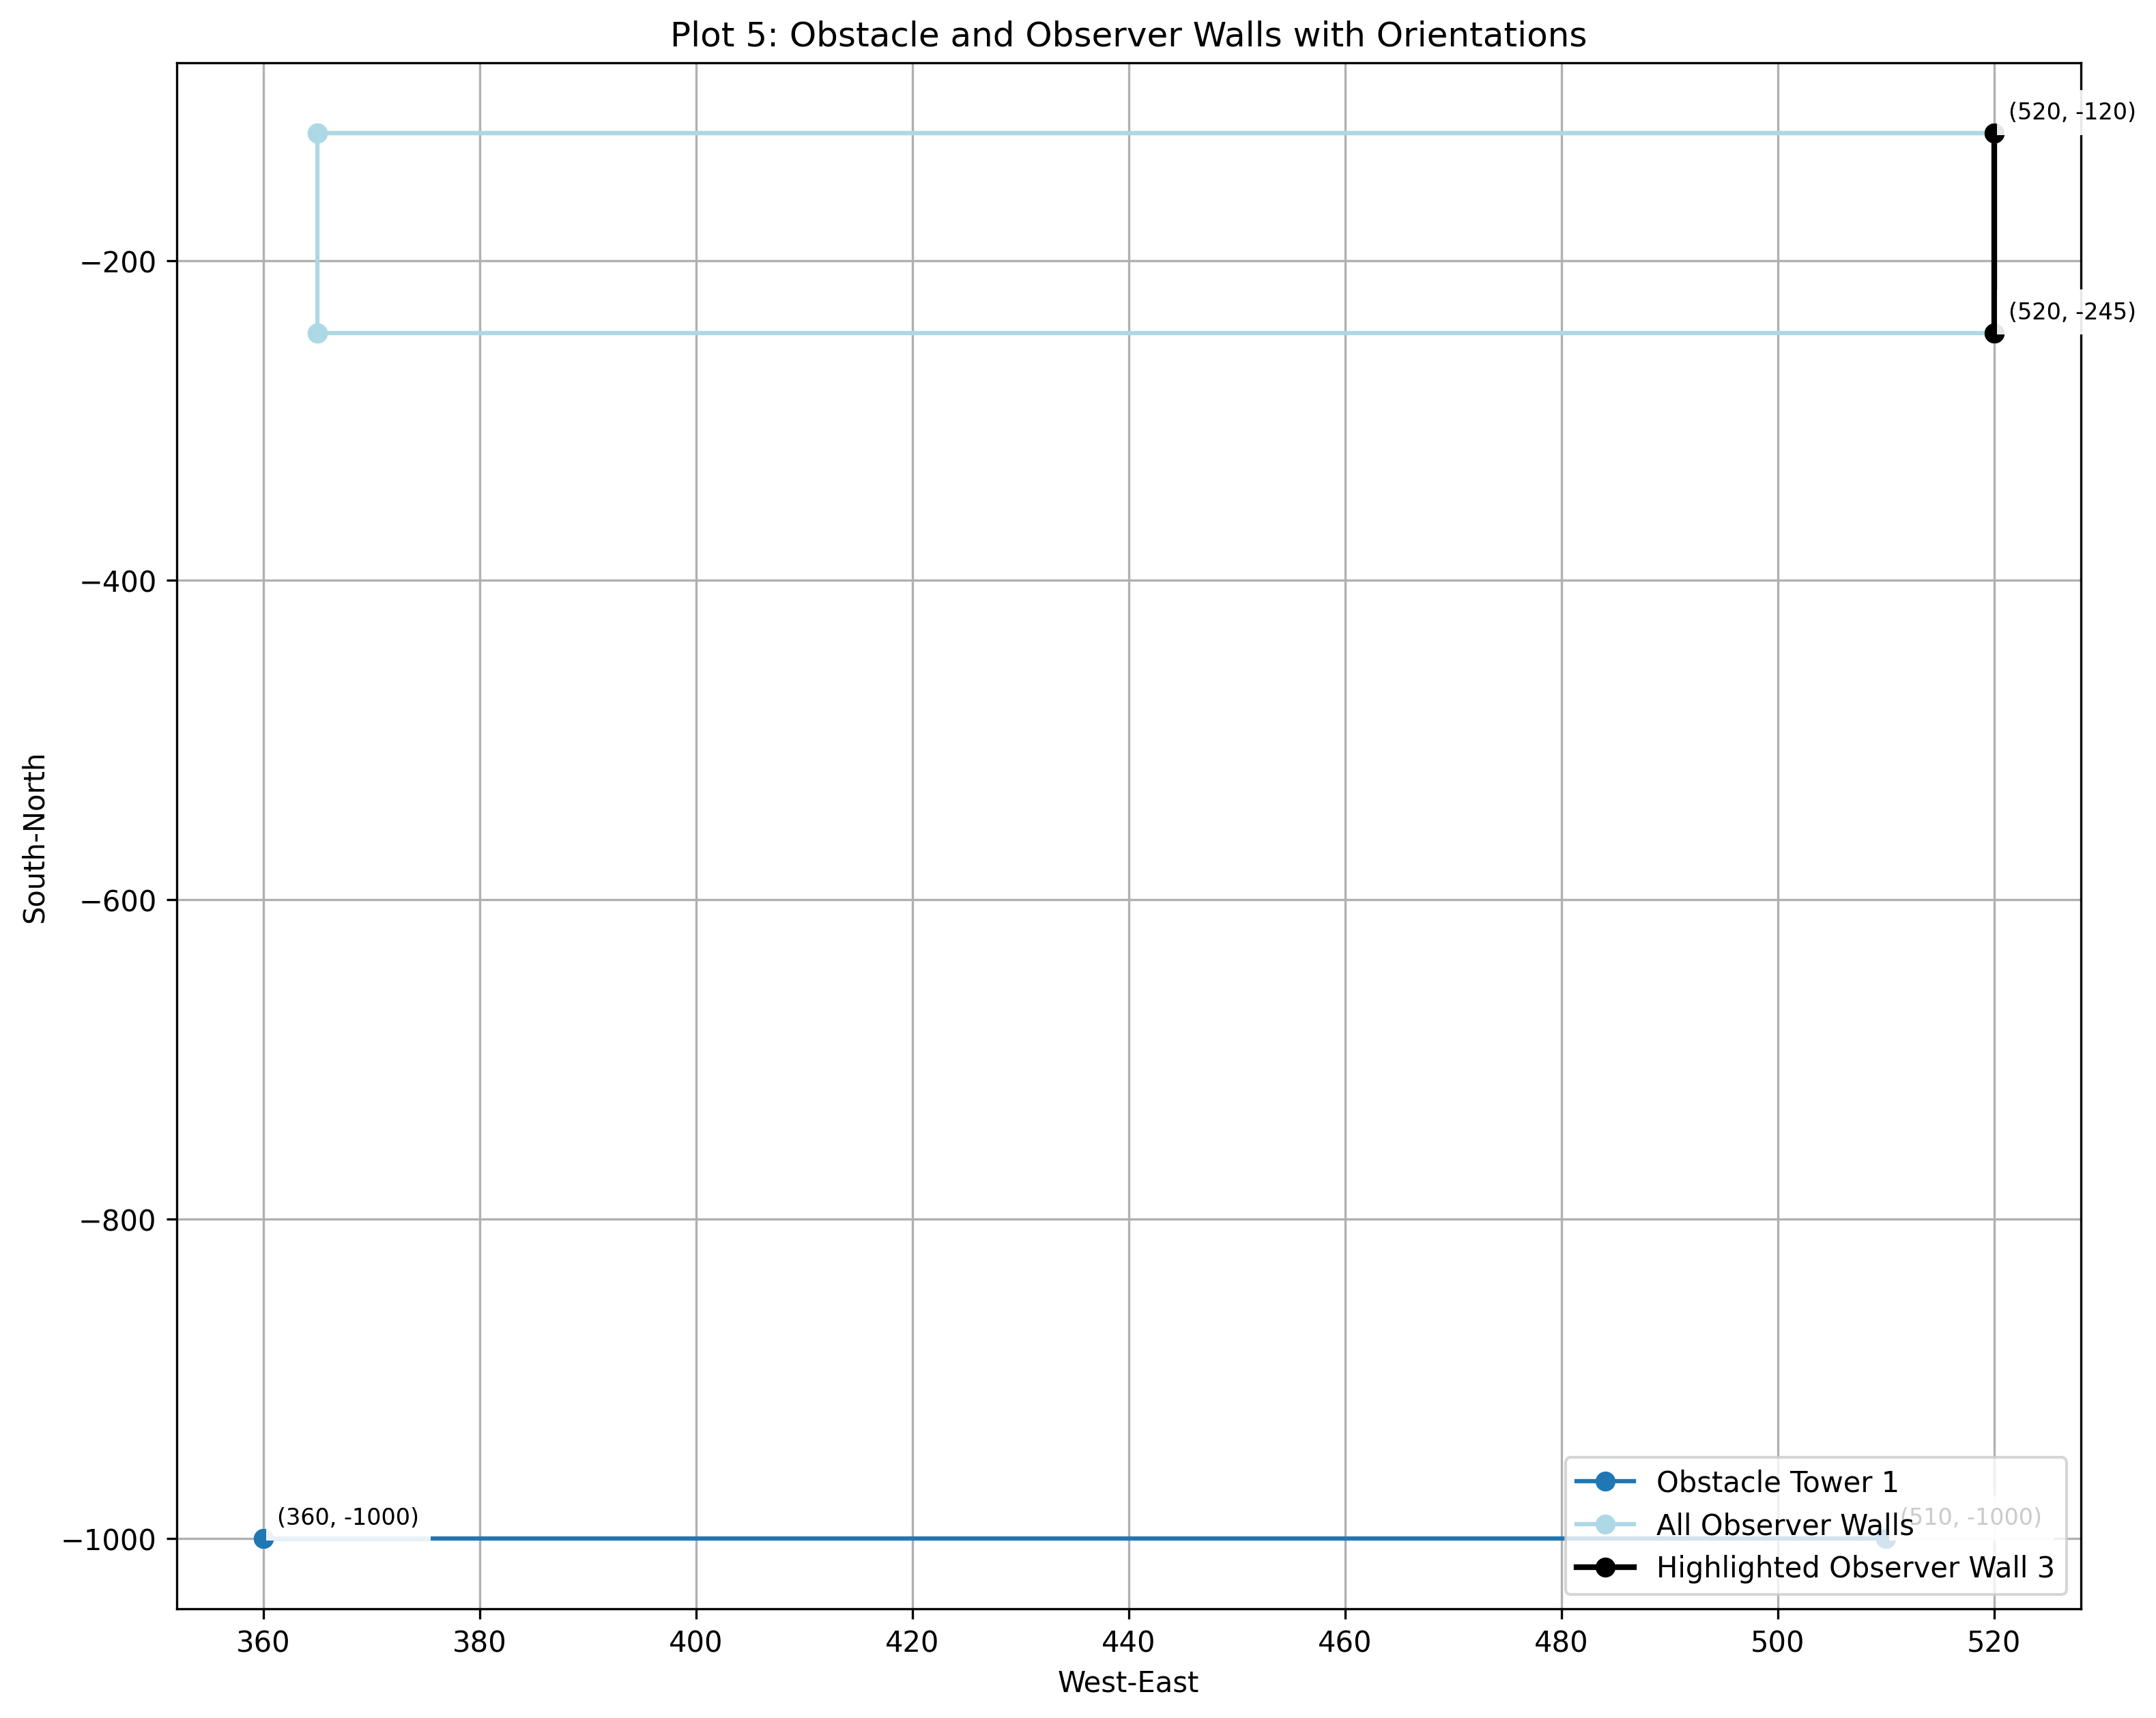 Plot 5: Obstacle and Observer Walls with Orientations
(520, -120)
−200
(520, -245)
−400
South-North
−600
−800
Obstacle Tower 1
(360, -1000)
(510, -1000)
All Observer Walls
−1000
Highlighted Observer Wall 3
360 380 400 420 440 460 480 500 520
West-East